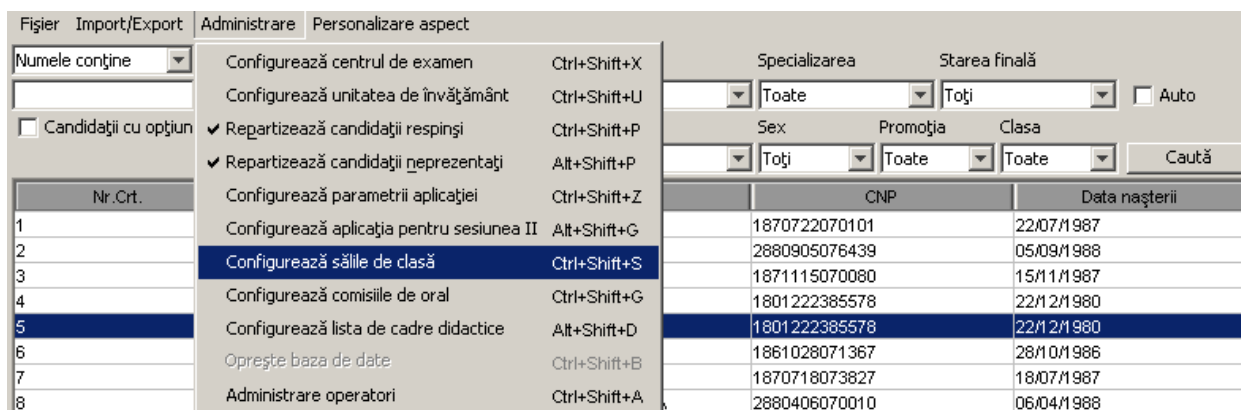 Fişier Import/Export Administrare Personalizare aspect
Numele conţine
Configurează centrul de examen Ctrl+Shift+X
Specializarea Starea finală
Configurează unitatea de învăţământ Ctrl+Shift+U
Toate Toţi Auto
Candidaţii cu opţiun
Repartizează candidaţii respinşi Ctrl+Shift+P
Sex Promoţia Clasa
Repartizează candidaţii neprezentaţi Alt+Shift+P
Toţi Toate Toate Caută
Configurează parametrii aplicaţiei Ctrl+Shift+Z
Nr.Crt. CNP Data naşterii
Configurează aplicaţia pentru sesiunea II Alt+Shift+G
1 1870722070101 22/07/1987
2 2880905076439 05/09/1988
Configurează sălile de clasă Ctrl+Shift+S
3 1871115070080 15/11/1987
Configurează comisiile de oral Ctrl+Shift+G
4 1801222385578 22/12/1980
Configurează lista de cadre didactice Alt+Shift+D
5 1801222385578 22/12/1980
Opreşte baza de date Ctrl+Shift+B
6 1861028071367 28/10/1986
7 1870718073827 18/07/1987
Administrare operatori Ctrl+Shift+A
8 2880406070010 06/04/1988